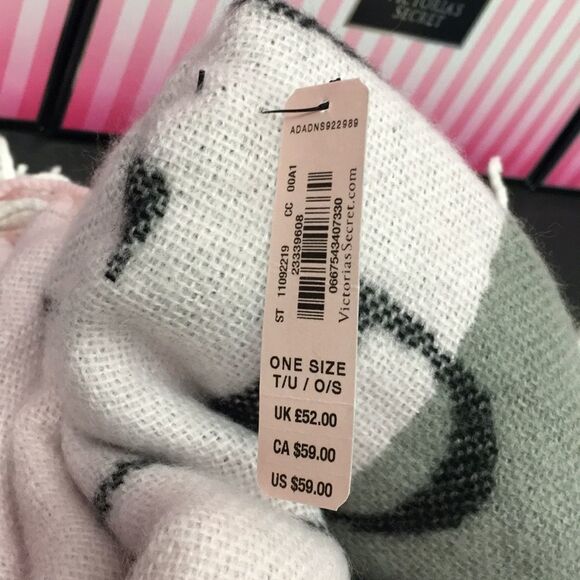 VICTORIA'S
SECRET
ADADNS922989
ST 11092219 CC 00A1
23339608
0667543407330
VictoriasSecret.com
ONE SIZE
T/U / O/S
UK £52.00
CA $59.00
US $59.00